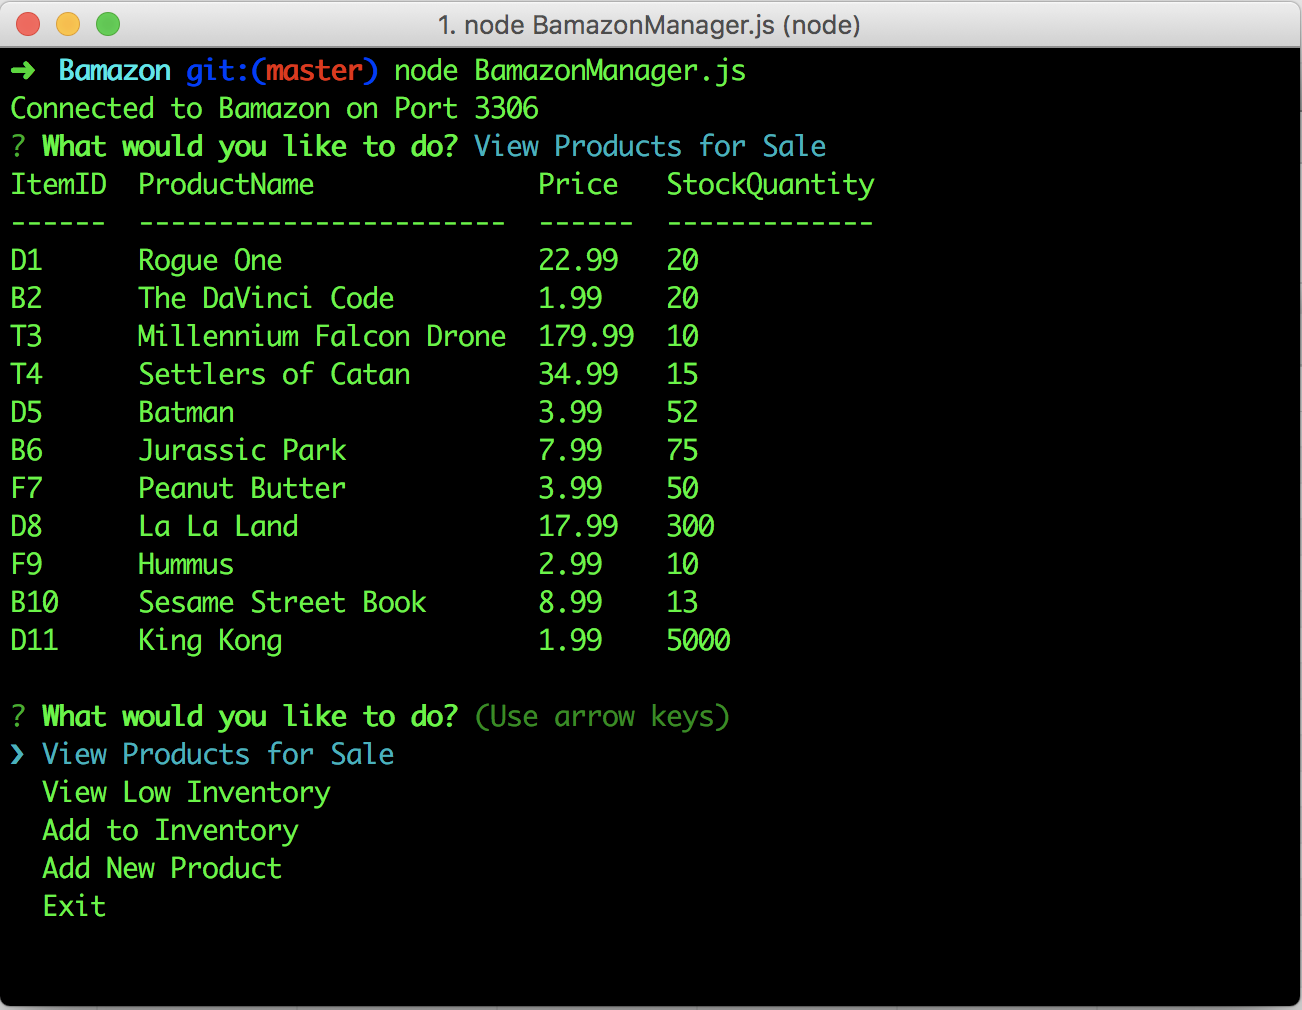 1. node BamazonManager.js (node)
➜  Bamazon git:(master) node BamazonManager.js
Connected to Bamazon on Port 3306
? What would you like to do? View Products for Sale
ItemID  ProductName              Price   StockQuantity
------  -----------------------  ------  -------------
D1      Rogue One                22.99   20
B2      The DaVinci Code         1.99    20
T3      Millennium Falcon Drone  179.99  10
T4      Settlers of Catan        34.99   15
D5      Batman                   3.99    52
B6      Jurassic Park            7.99    75
F7      Peanut Butter            3.99    50
D8      La La Land               17.99   300
F9      Hummus                   2.99    10
B10     Sesame Street Book       8.99    13
D11     King Kong                1.99    5000
? What would you like to do? (Use arrow keys)
❯ View Products for Sale
  View Low Inventory
  Add to Inventory
  Add New Product
  Exit